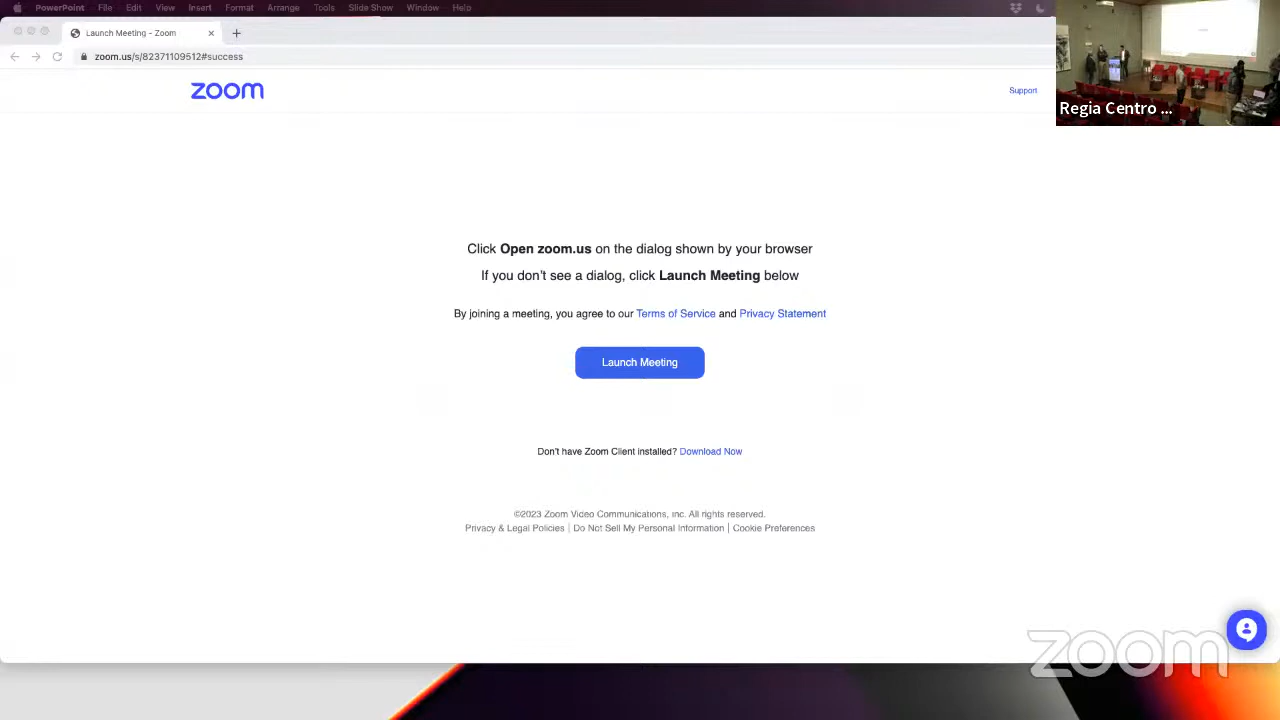 PowerPoint File Edit View Insert Format Arrange Tools Slide Show Window Help
Launch Meeting - Zoom
zoom.us/s/82371109512#success
zoom
Support
Regia Centro ...
Click Open zoom.us on the dialog shown by your browser
If you don't see a dialog, click Launch Meeting below
By joining a meeting, you agree to our Terms of Service and Privacy Statement
Launch Meeting
Don't have Zoom Client installed? Download Now
©2023 Zoom Video Communications, Inc. All rights reserved.
Privacy & Legal Policies | Do Not Sell My Personal Information | Cookie Preferences
zoom